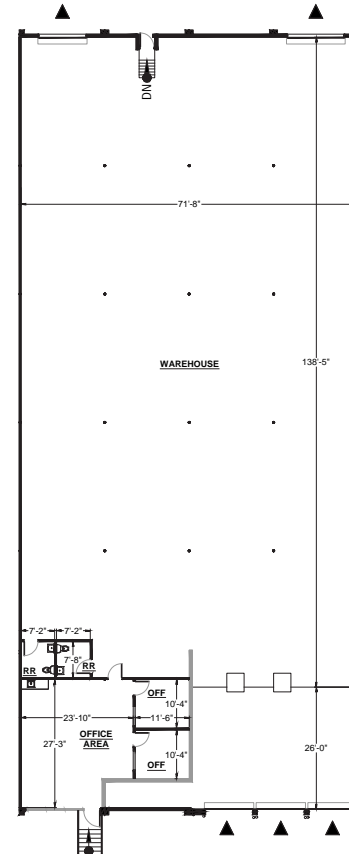 DN
71'-8"
WAREHOUSE
138'-5"
7'-2"
7'-2"
7'-8"
RR
RR
OFF
10'-4"
23'-10"
11'-6"
OFFICE
AREA
27'-3"
10'-4"
OFF
26'-0"